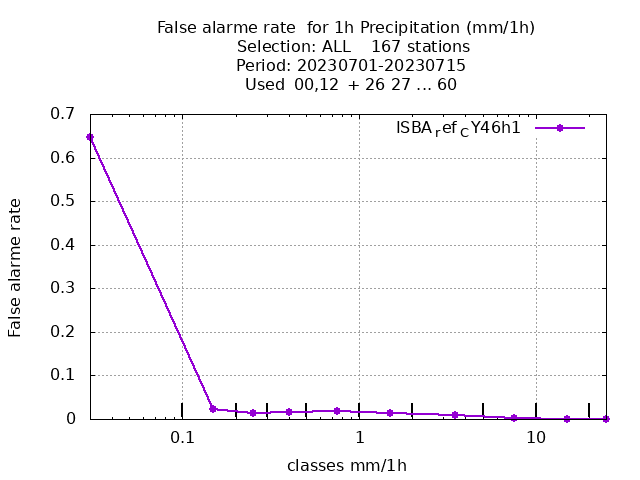 False alarme rate  for 1h Precipitation (mm/1h)
Selection: ALL    167 stations
Period: 20230701-20230715
Used  00,12  + 26 27 ... 60
ISBA_ref_CY46h1
0.7
0.6
0.5
0.4
0.3
0.2
0.1
0
False alarme rate
0.1
1
10
classes mm/1h